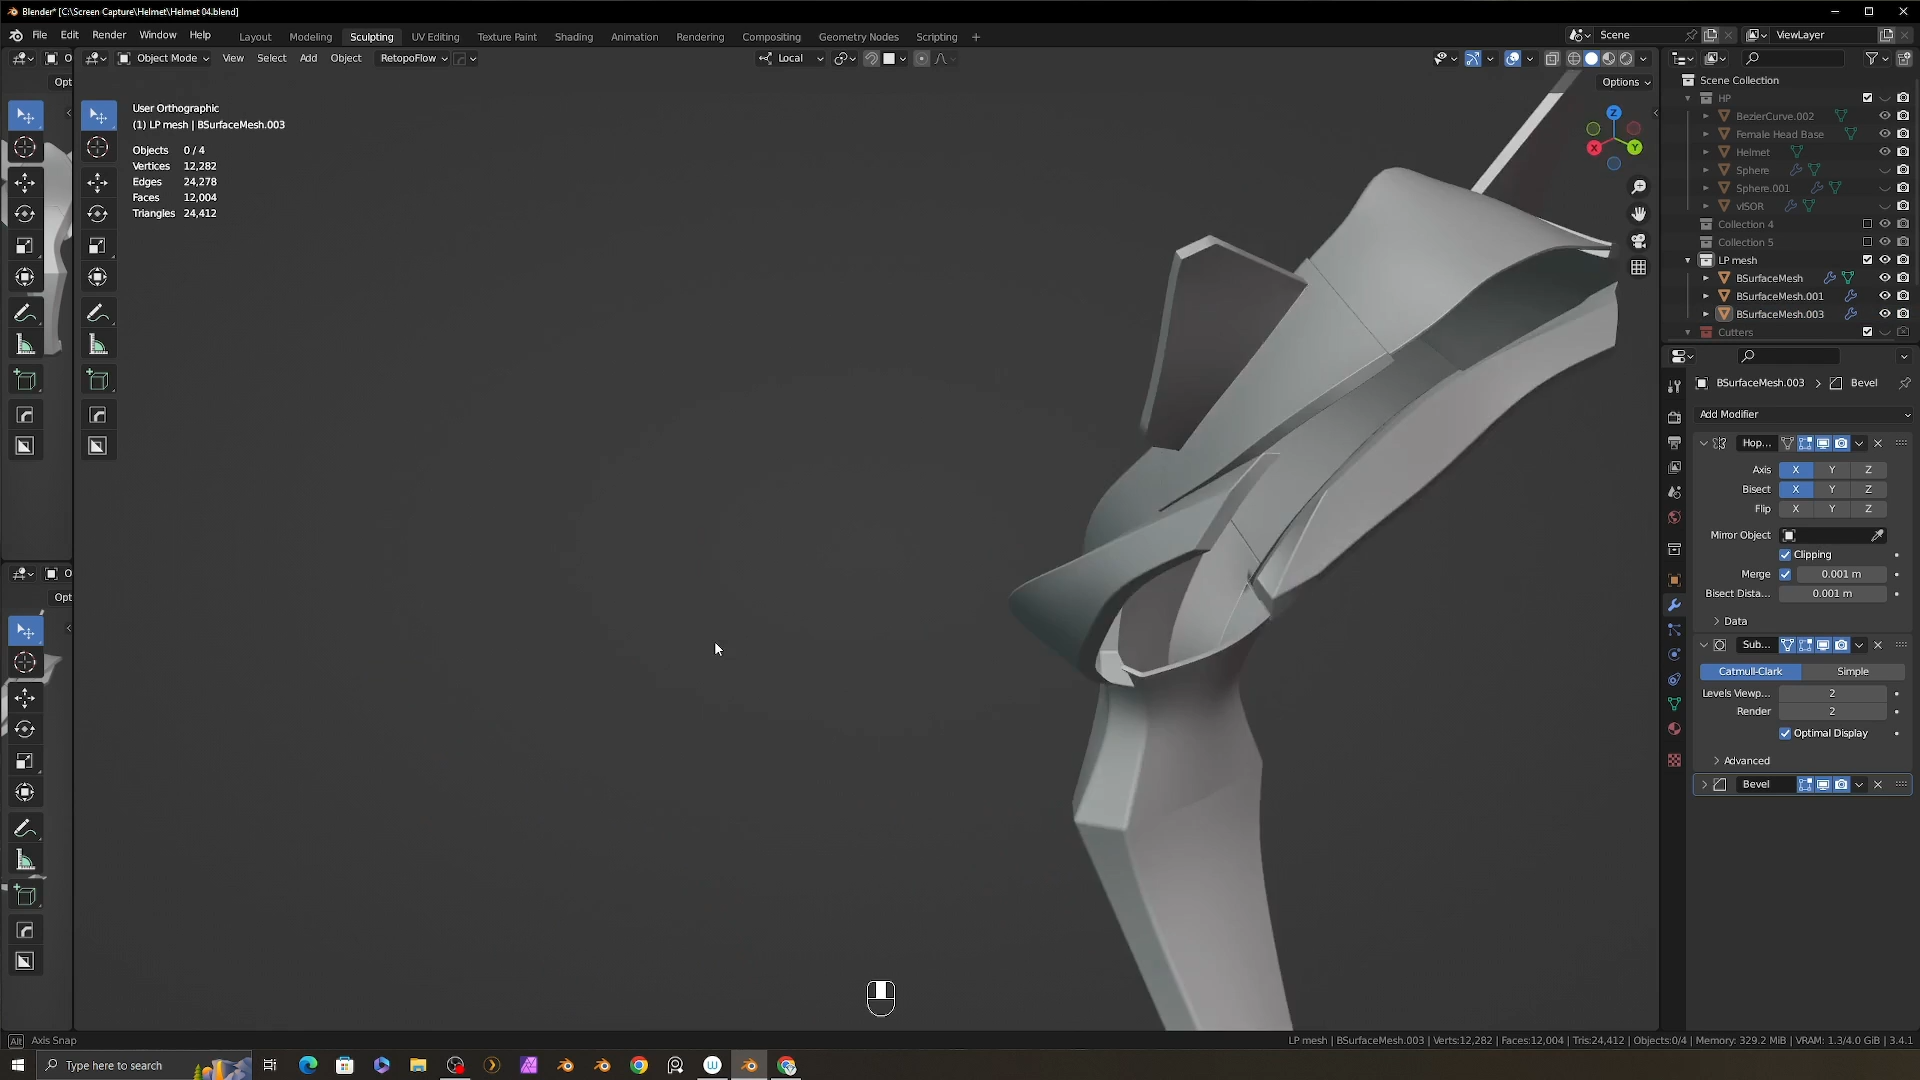 Blender* [C:\Screen Capture\Helmet\Helmet 04.blend]
File Edit Render Window Help
Layout Modeling Sculpting UV Editing Texture Paint Shading Animation Rendering Compositing Geometry Nodes Scripting +
Scene
ViewLayer
O
Object Mode View Select Add Object RetopoFlow
Local
Opt
Options
User Orthographic
(1) LP mesh | BSurfaceMesh.003
Objects 0/4
Vertices 12,282
Edges 24,278
Faces 12,004
Triangles 24,412
Z
X
Y
Scene Collection
HP
BezierCurve.002
Female Head Base
Helmet
Sphere
Sphere.001
vISOR
Collection 4
Collection 5
LP mesh
BSurfaceMesh
BSurfaceMesh.001
BSurfaceMesh.003
Cutters
BSurfaceMesh.003 > Bevel
Add Modifier
Hop...
Axis X Y Z
Bisect X Y Z
Flip X Y Z
Mirror Object
Clipping
Merge 0.001 m
Bisect Dista... 0.001 m
Data
Sub...
Catmull-Clark Simple
Levels Viewp... 2
Render 2
Optimal Display
Advanced
Bevel
O
Opt
Alt Axis Snap
LP mesh | BSurfaceMesh.003 | Verts:12,282 | Faces:12,004 | Tris:24,412 | Objects:0/4 | Memory: 329.2 MiB | VRAM: 1.3/4.0 GiB | 3.4.1
Type here to search